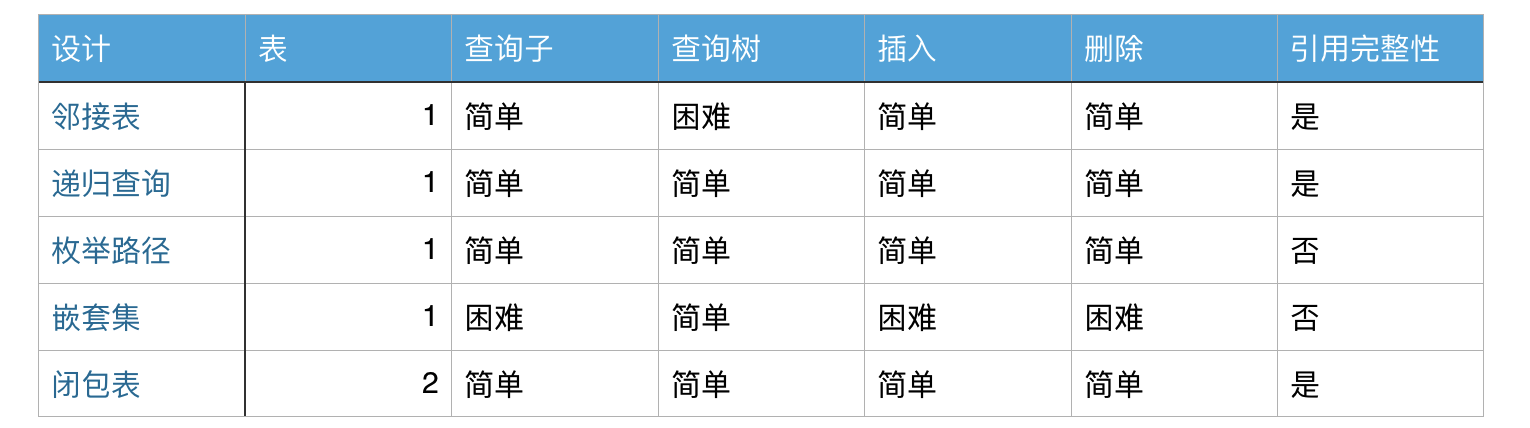 设计 表 查询子 查询树 插入 删除 引用完整性
邻接表 1 简单 困难 简单 简单 是
递归查询 1 简单 简单 简单 简单 是
枚举路径 1 简单 简单 简单 简单 否
嵌套集 1 困难 简单 困难 困难 否
闭包表 2 简单 简单 简单 简单 是